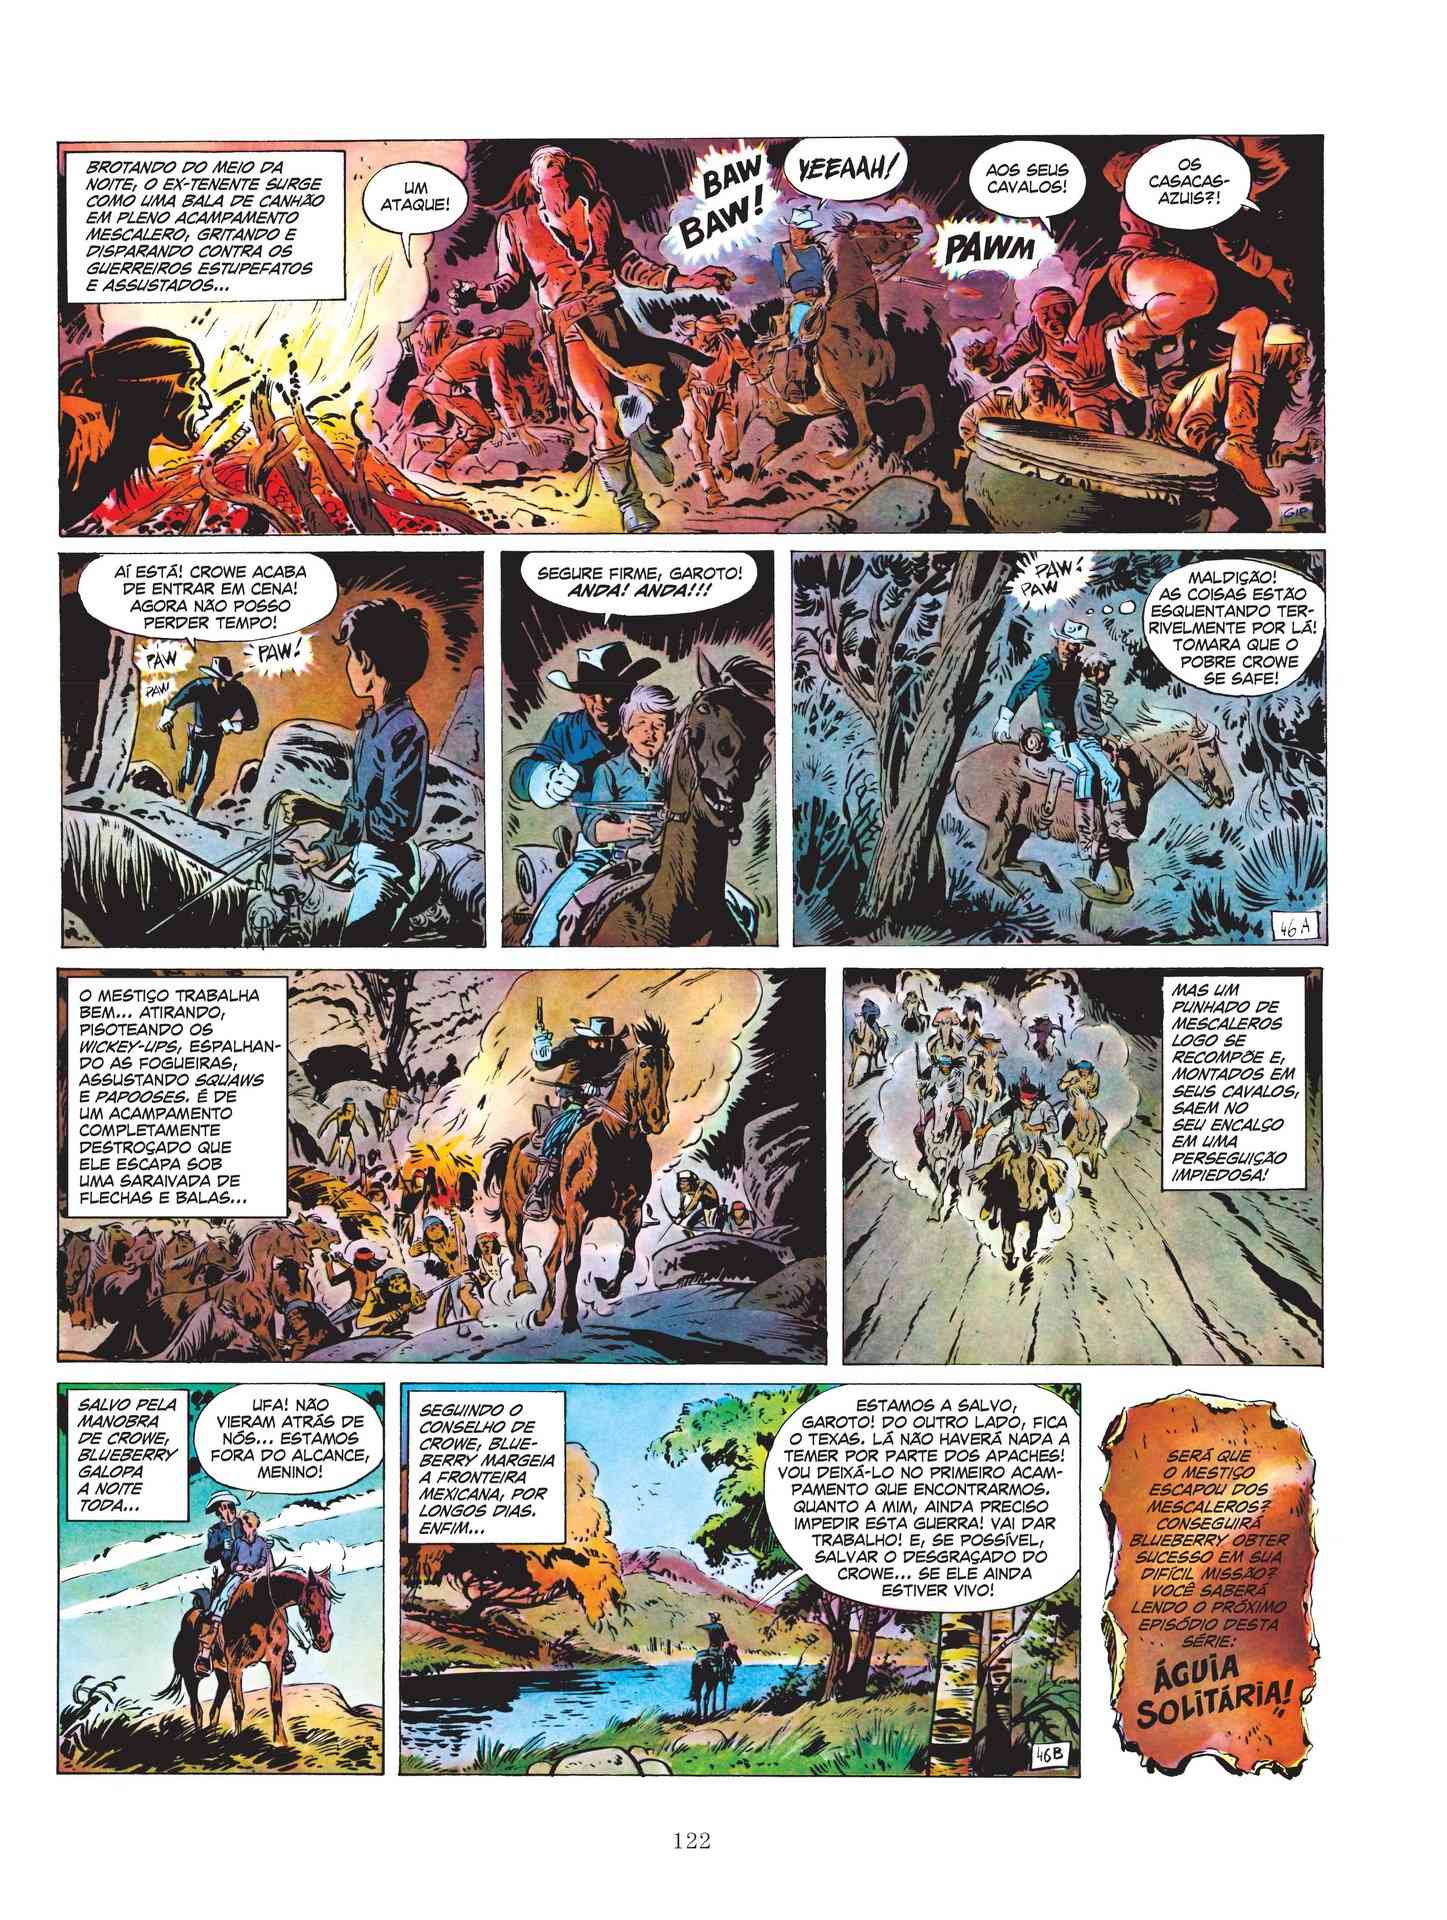 BROTANDO DO MEIO DA
NOITE, O EX-TENENTE SURGE
COMO UMA BALA DE CANHÃO
EM PLENO ACAMPAMENTO
MESCALERO, GRITANDO E
DISPARANDO CONTRA OS
GUERREIROS ESTUPEFATOS
E ASSUSTADOS...
UM
ATAQUE!
BAW
BAW!
YEEAAH!
PAWM
AOS SEUS
CAVALOS!
OS
CASACAS-
AZUIS?!
GIR
AÍ ESTÁ! CROWE ACABA
DE ENTRAR EM CENA!
AGORA NÃO POSSO
PERDER TEMPO!
PAW
PAW
PAW!
SEGURE FIRME, GAROTO!
ANDA! ANDA!!!
PAW!
PAW
MALDIÇÃO!
AS COISAS ESTÃO
ESQUENTANDO TER-
RIVELMENTE POR LÁ!
TOMARA QUE O
POBRE CROWE
SE SAFE!
46A
O MESTIÇO TRABALHA
BEM... ATIRANDO,
PISOTEANDO OS
WICKEY-UPS, ESPALHAN-
DO AS FOGUEIRAS,
ASSUSTANDO SQUAWS
E PAPOOSES. É DE
UM ACAMPAMENTO
COMPLETAMENTE
DESTROÇADO QUE
ELE ESCAPA SOB
UMA SARAIVADA DE
FLECHAS E BALAS...
MAS UM
PUNHADO DE
MESCALEROS
LOGO SE
RECOMPÕE E,
MONTADOS EM
SEUS CAVALOS,
SAEM NO
SEU ENCALÇO
EM UMA
PERSEGUIÇÃO
IMPIEDOSA!
SALVO PELA
MANOBRA
DE CROWE,
BLUEBERRY
GALOPA
A NOITE
TODA...
UFA! NÃO
VIERAM ATRÁS DE
NÓS... ESTAMOS
FORA DO ALCANCE,
MENINO!
SEGUINDO O
CONSELHO DE
CROWE, BLUE-
BERRY MARGEIA
A FRONTEIRA
MEXICANA, POR
LONGOS DIAS.
ENFIM...
ESTAMOS A SALVO,
GAROTO! DO OUTRO LADO, FICA
O TEXAS. LÁ NÃO HAVERÁ NADA A
TEMER POR PARTE DOS APACHES!
VOU DEIXÁ-LO NO PRIMEIRO ACAM-
PAMENTO QUE ENCONTRARMOS.
QUANTO A MIM, AINDA PRECISO
IMPEDIR ESTA GUERRA! VAI DAR
TRABALHO! E, SE POSSÍVEL,
SALVAR O DESGRAÇADO DO
CROWE... SE ELE AINDA
ESTIVER VIVO!
46B
SERÁ QUE
O MESTIÇO
ESCAPOU DOS
MESCALEROS?
CONSEGUIRÁ
BLUEBERRY OBTER
SUCESSO EM SUA
DIFÍCIL MISSÃO?
VOCÊ SABERÁ
LENDO O PRÓXIMO
EPISÓDIO DESTA
SÉRIE:
ÁGUIA
SOLITÁRIA!
122